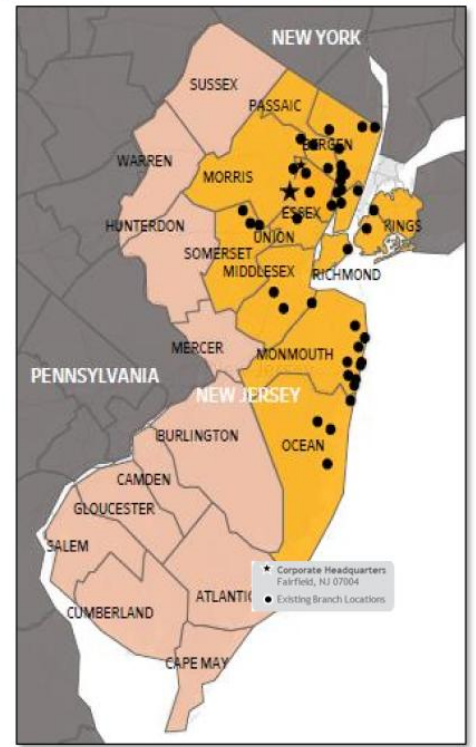 NEW YORK
SUSSEX
PASSAIC
BERGEN
WARREN
MORRIS
ESSEX
HUNTERDON
UNION
KINGS
SOMERSET
MIDDLESEX
RICHMOND
MERCER
MONMOUTH
PENNSYLVANIA
NEW JERSEY
BURLINGTON
OCEAN
CAMDEN
GLOUCESTER
SALEM
ATLANTIC
CUMBERLAND
CAPE MAY
Corporate Headquarters
Fairfield, NJ 07004
Existing Branch Locations